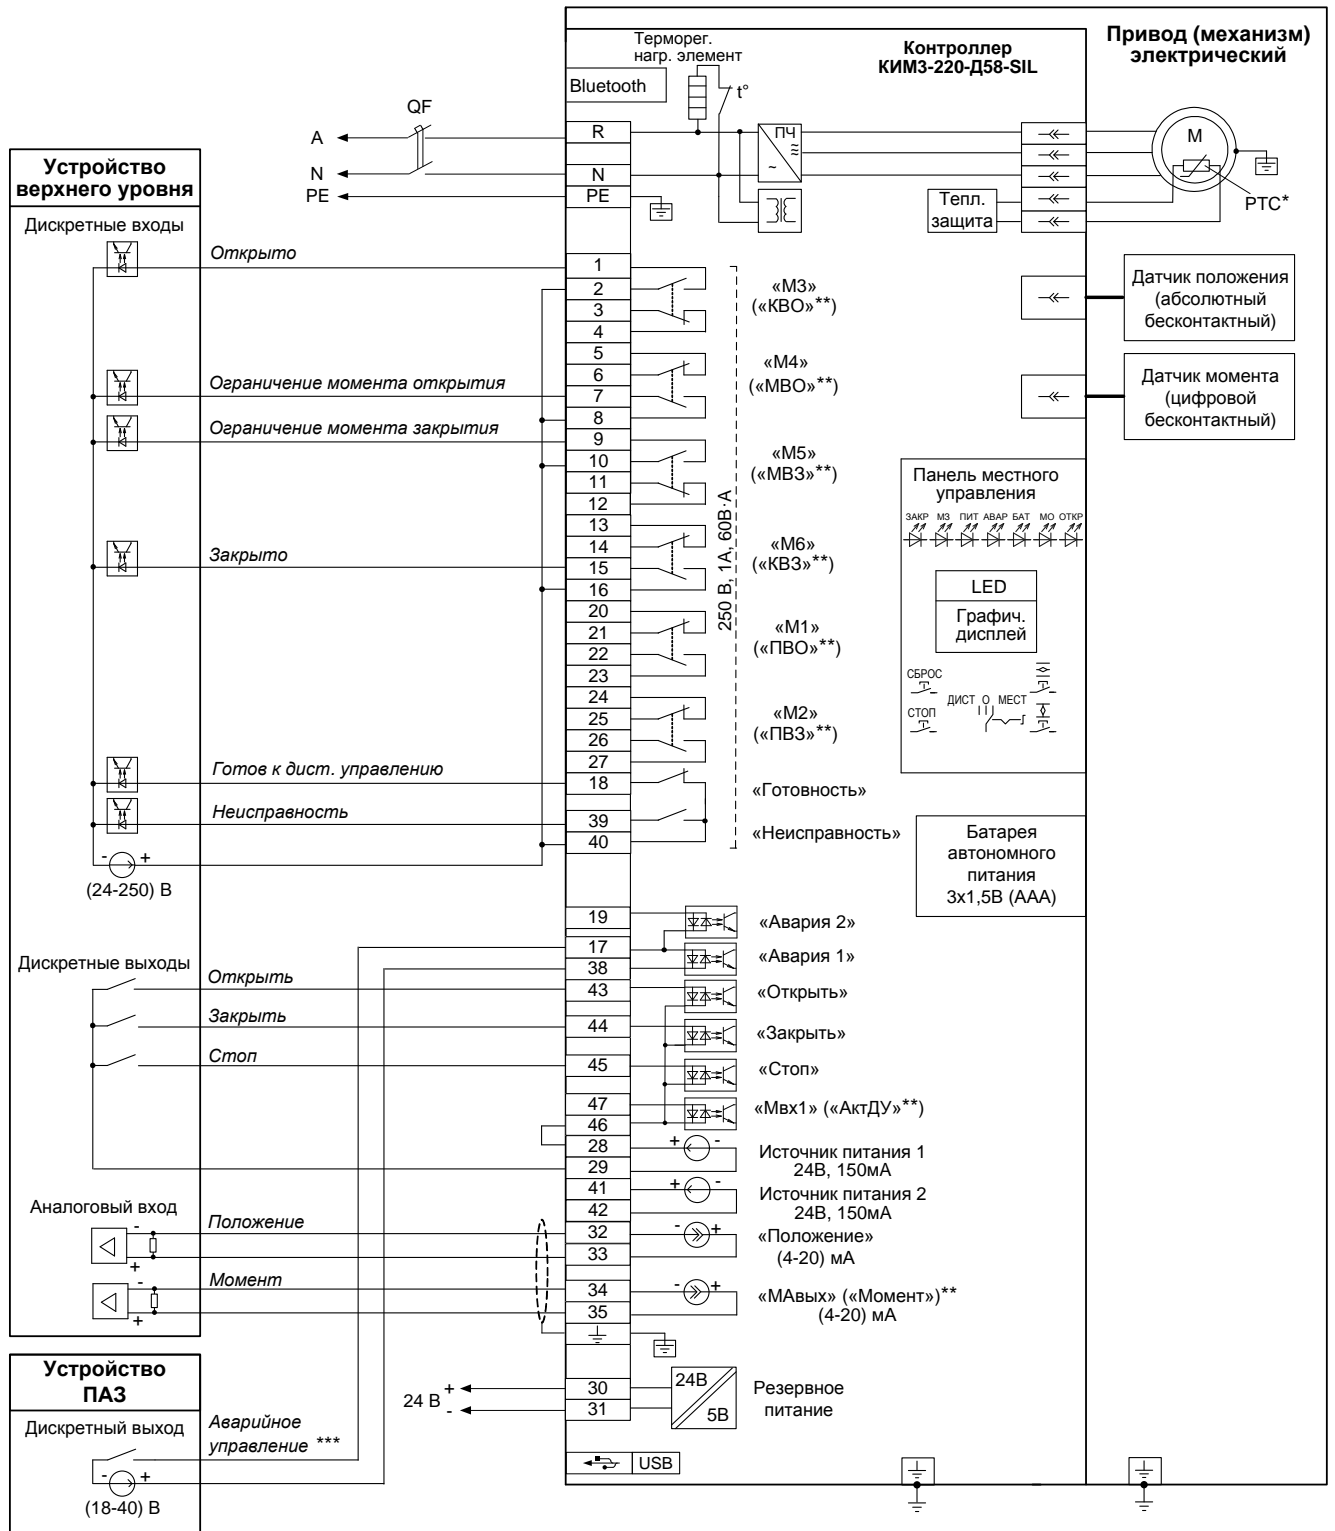 Привод (механизм)
электрический
Контроллер
КИМ3-220-Д58-SIL
Терморег.
нагр. элемент
Bluetooth
t°
QF
A
N
PE
R
N
PE
ПЧ
≈
~
M
PTC*
Тепл.
защита
Устройство
верхнего уровня
Дискретные входы
Открыто
Ограничение момента открытия
Ограничение момента закрытия
Закрыто
Готов к дист. управлению
Неисправность
- +
(24-250) В
1
2
3
4
5
6
7
8
9
10
11
12
13
14
15
16
20
21
22
23
24
25
26
27
18
39
40
«М3»
(«КВО»**)
«М4»
(«МВО»**)
«М5»
(«МВЗ»**)
«М6»
(«КВЗ»**)
«М1»
(«ПВО»**)
«М2»
(«ПВЗ»**)
«Готовность»
«Неисправность»
250 В, 1А, 60В·А
Датчик положения
(абсолютный
бесконтактный)
Датчик момента
(цифровой
бесконтактный)
Панель местного
управления
ЗАКР МЗ ПИТ АВАР БАТ МО ОТКР
LED
Графич.
дисплей
СБРОС
СТОП
ДИСТ О МЕСТ
Батарея
автономного
питания
3х1,5В (ААА)
Дискретные выходы
Открыть
Закрыть
Стоп
19
17
38
43
44
45
47
46
28
29
41
42
32
33
34
35
30
31
«Авария 2»
«Авария 1»
«Открыть»
«Закрыть»
«Стоп»
«Мвх1» («АктДУ»**)
+ -
Источник питания 1
24В, 150мА
+ -
Источник питания 2
24В, 150мА
- +
«Положение»
(4-20) мА
- +
«МАвых» («Момент»)**
(4-20) мА
Аналоговый вход
Положение
-
+
Момент
-
+
24 В
+
-
24В
5В
Резервное
питание
USB
Устройство
ПАЗ
Дискретный выход
Аварийное
управление ***
- +
(18-40) В